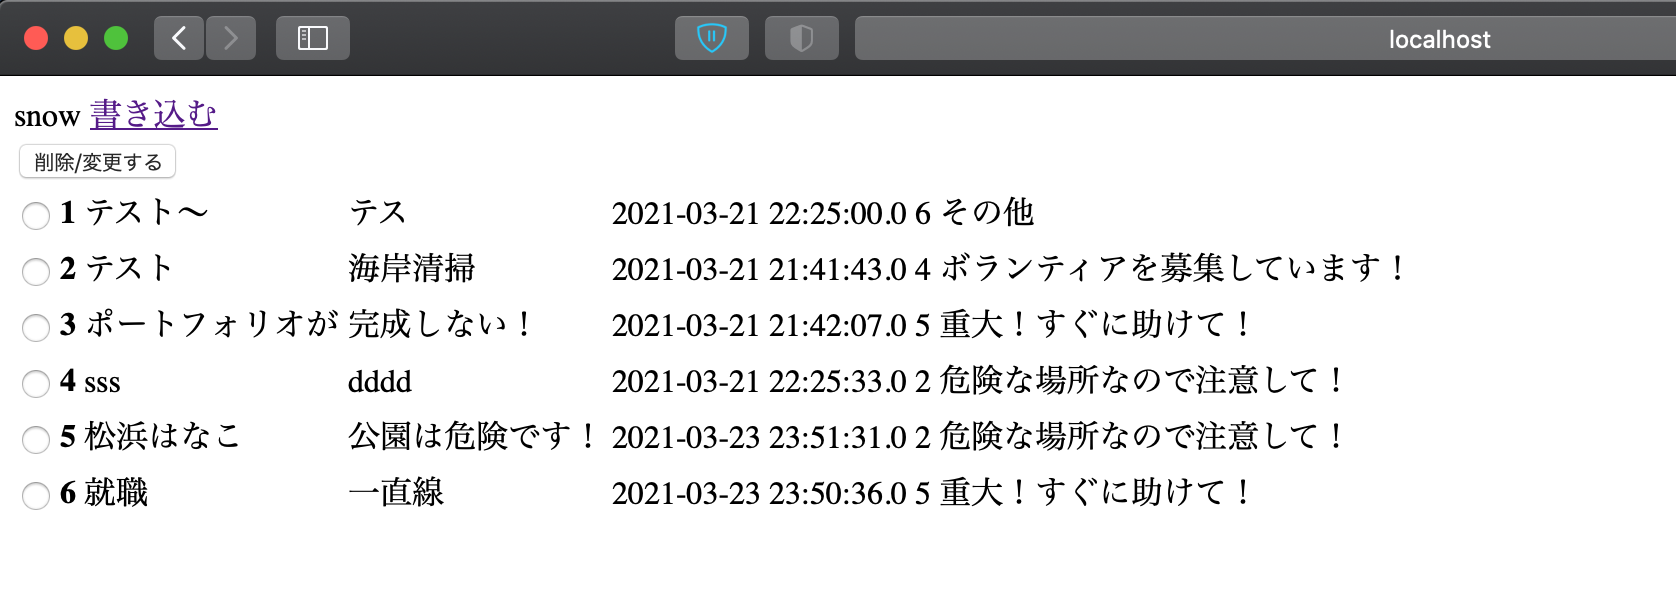 localhost
snow 書き込む
削除/変更する
1 テスト〜 テス 2021-03-21 22:25:00.0 6 その他
2 テスト 海岸清掃 2021-03-21 21:41:43.0 4 ボランティアを募集しています！
3 ポートフォリオが 完成しない！ 2021-03-21 21:42:07.0 5 重大！すぐに助けて！
4 sss dddd 2021-03-21 22:25:33.0 2 危険な場所なので注意して！
5 松浜はなこ 公園は危険です！ 2021-03-23 23:51:31.0 2 危険な場所なので注意して！
6 就職 一直線 2021-03-23 23:50:36.0 5 重大！すぐに助けて！